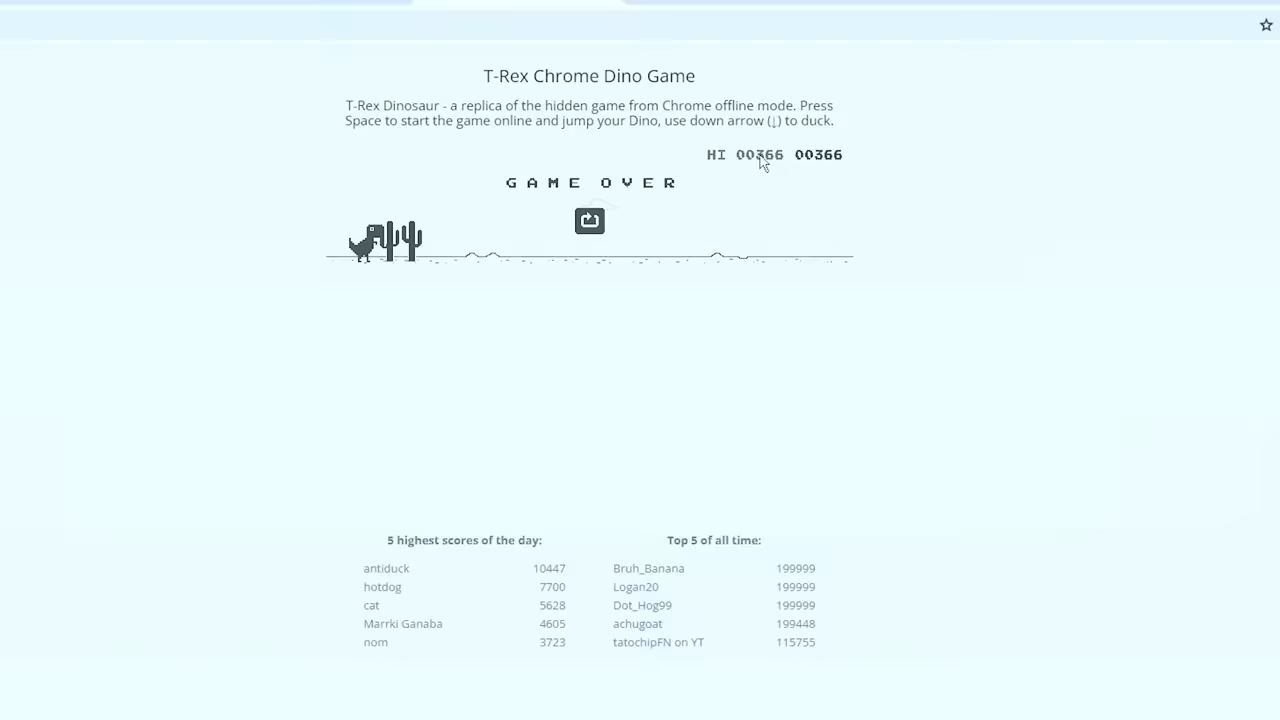 T-Rex Chrome Dino Game
T-Rex Dinosaur - a replica of the hidden game from Chrome offline mode. Press
Space to start the game online and jump your Dino, use down arrow (↓) to duck.
HI 00366 00366
GAME OVER
5 highest scores of the day:
antiduck 10447
hotdog 7700
cat 5628
Marrki Ganaba 4605
nom 3723
Top 5 of all time:
Bruh_Banana 199999
Logan20 199999
Dot_Hog99 199999
achugoat 199448
tatochipFN on YT 115755